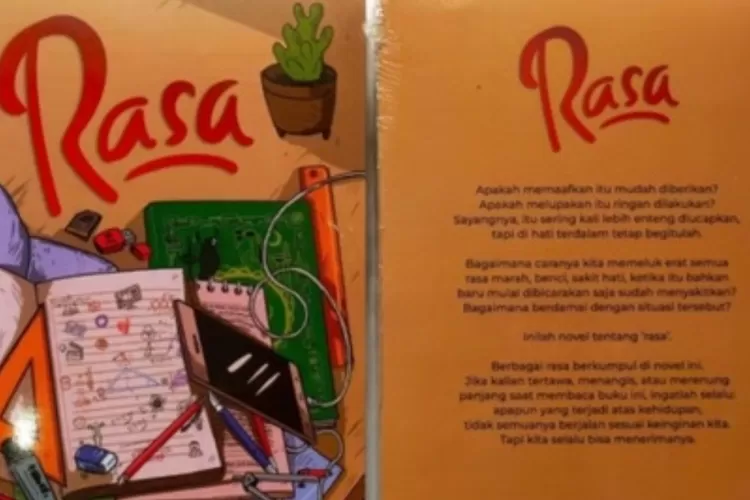 Rasa
Rasa
Apakah memaafkan itu mudah diberikan?
Apakah melupakan itu ringan dilakukan?
Sayangnya, itu sering kali lebih enteng diucapkan,
tapi di hati terdalam tetap begitulah.
Bagaimana caranya kita memeluk erat semua
rasa marah, benci, sakit hati, ketika itu bahkan
baru mulai dibicarakan saja sudah menyakitkan?
Bagaimana berdamai dengan situasi tersebut?
Inilah novel tentang 'rasa'.
Berbagai rasa berkumpul di novel ini.
Jika kalian tertawa, menangis, atau merenung
panjang saat membaca buku ini, ingatlah selalu:
apapun yang terjadi atas kehidupan,
tidak semuanya berjalan sesuai keinginan kita.
Tapi kita selalu bisa menerimanya.